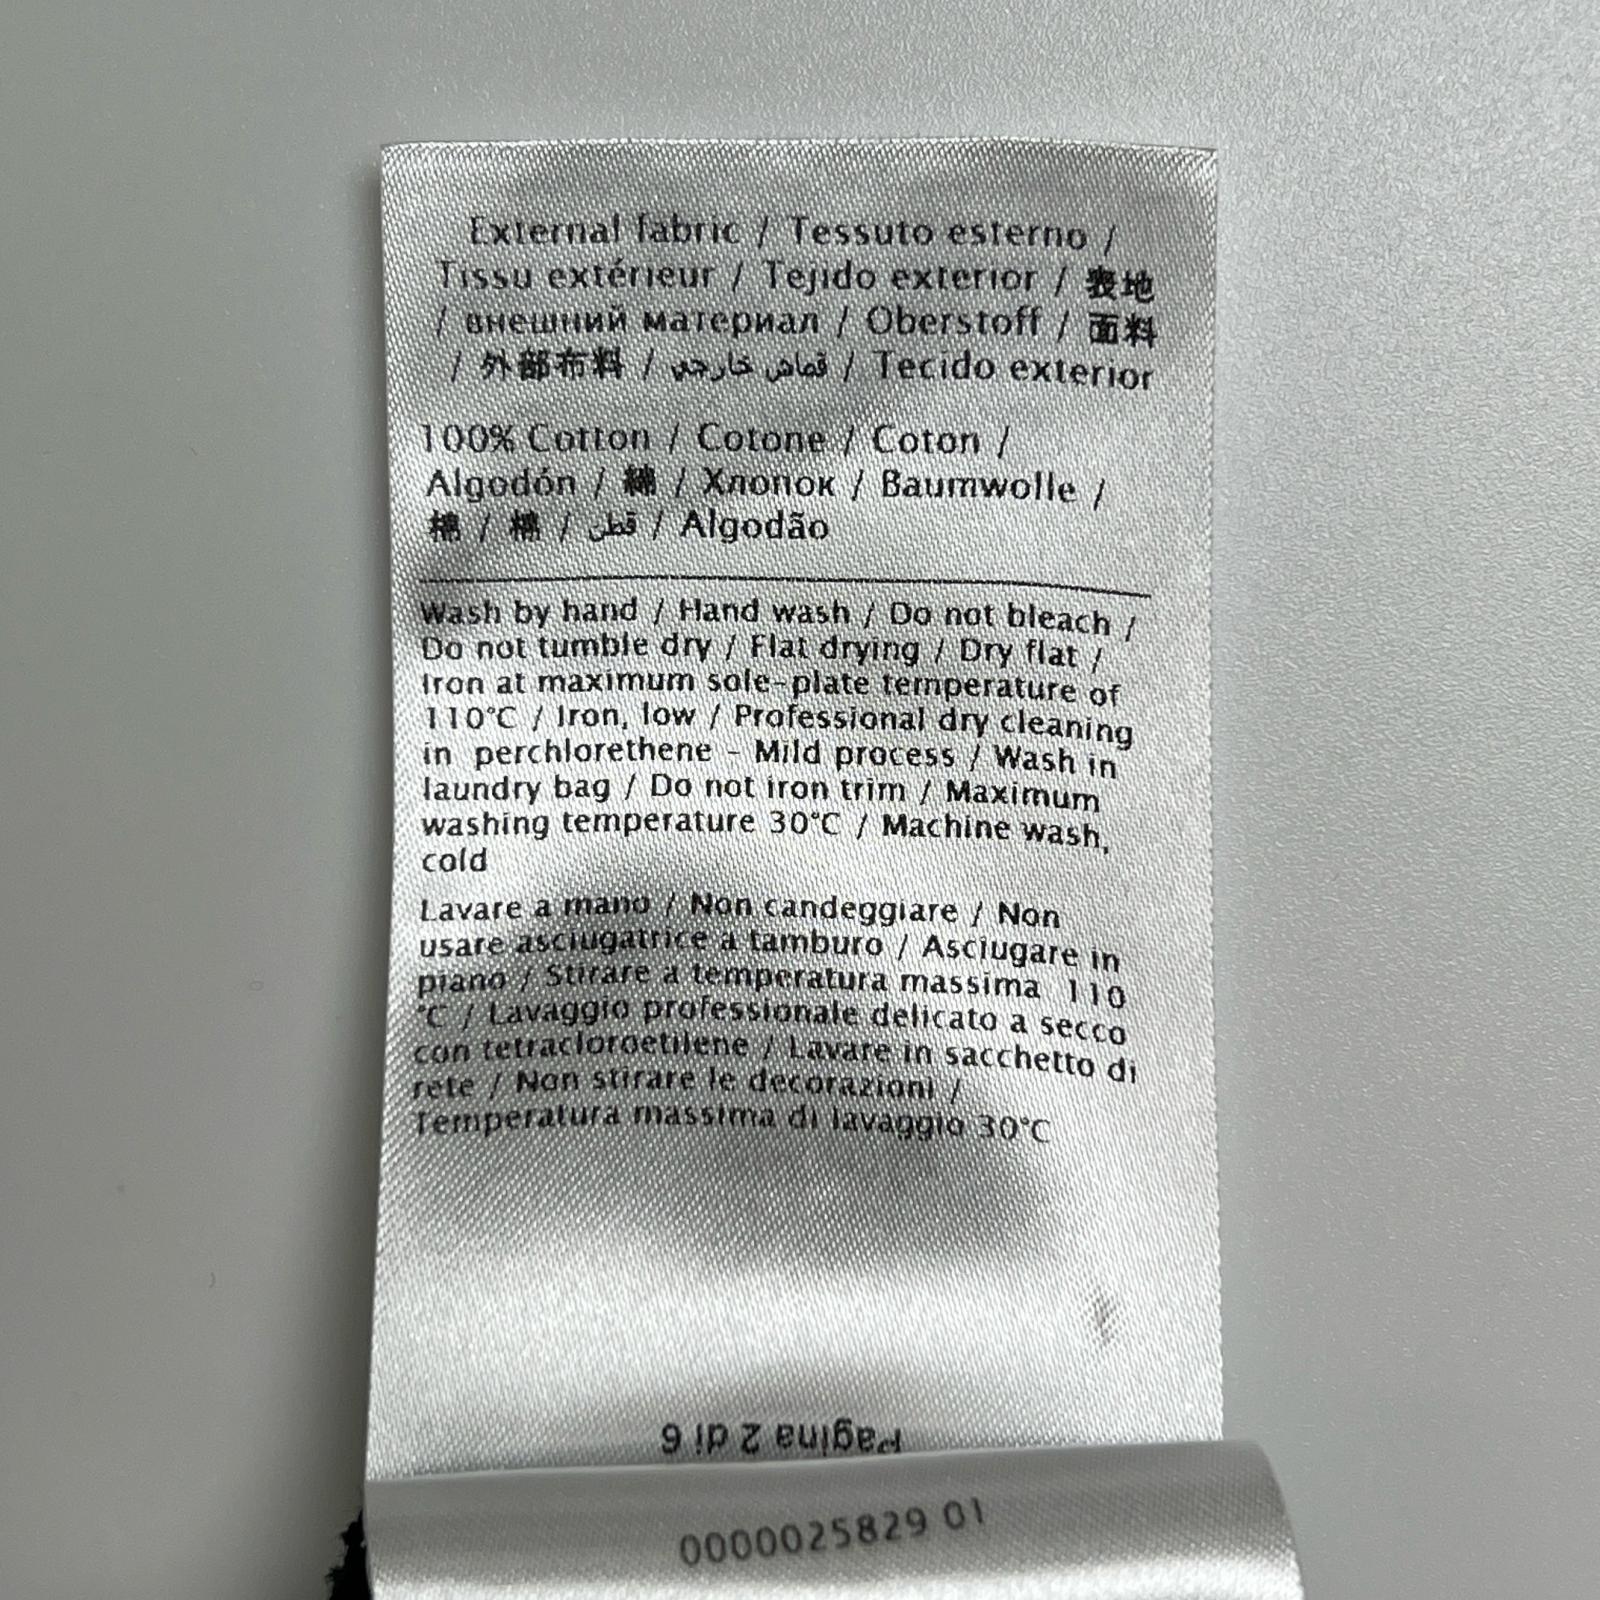 External fabric / Tessuto esterno /
Tissu extérieur / Tejido exterior / 表地
/ внешний материал / Oberstoff / 面料
/ 外部布料 / قماش خارجي / Tecido exterior
100% Cotton / Cotone / Coton /
Algodón / 綿 / Хлопок / Baumwolle /
棉 / 棉 / قطن / Algodão
Wash by hand / Hand wash / Do not bleach /
Do not tumble dry / Flat drying / Dry flat /
Iron at maximum sole-plate temperature of
110°C / Iron, low / Professional dry cleaning
in perchlorethene - Mild process / Wash in
laundry bag / Do not iron trim / Maximum
washing temperature 30°C / Machine wash,
cold
Lavare a mano / Non candeggiare / Non
usare asciugatrice a tamburo / Asciugare in
piano / Stirare a temperatura massima 110
°C / Lavaggio professionale delicato a secco
con tetracloroetilene / Lavare in sacchetto di
rete / Non stirare le decorazioni /
Temperatura massima di lavaggio 30°C
Pagina 2 di 6
0000025829 01